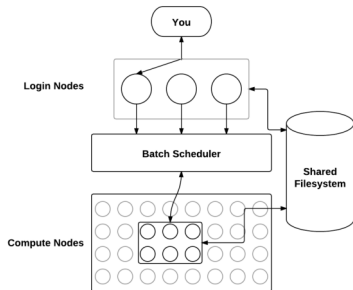 You
Login Nodes
Batch Scheduler
Shared
Filesystem
Compute Nodes